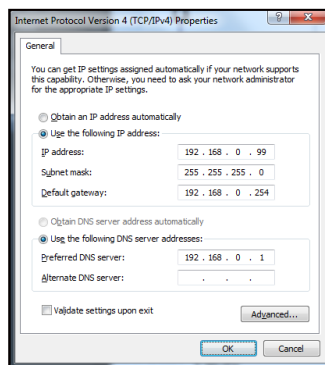 Internet Protocol Version 4 (TCP/IPv4) Properties
General
You can get IP settings assigned automatically if your network supports
this capability. Otherwise, you need to ask your network administrator
for the appropriate IP settings.
Obtain an IP address automatically
Use the following IP address:
IP address: 192 . 168 . 0 . 99
Subnet mask: 255 . 255 . 255 . 0
Default gateway: 192 . 168 . 0 . 254
Obtain DNS server address automatically
Use the following DNS server addresses:
Preferred DNS server: 192 . 168 . 0 . 1
Alternate DNS server: . . .
Validate settings upon exit
Advanced...
OK Cancel